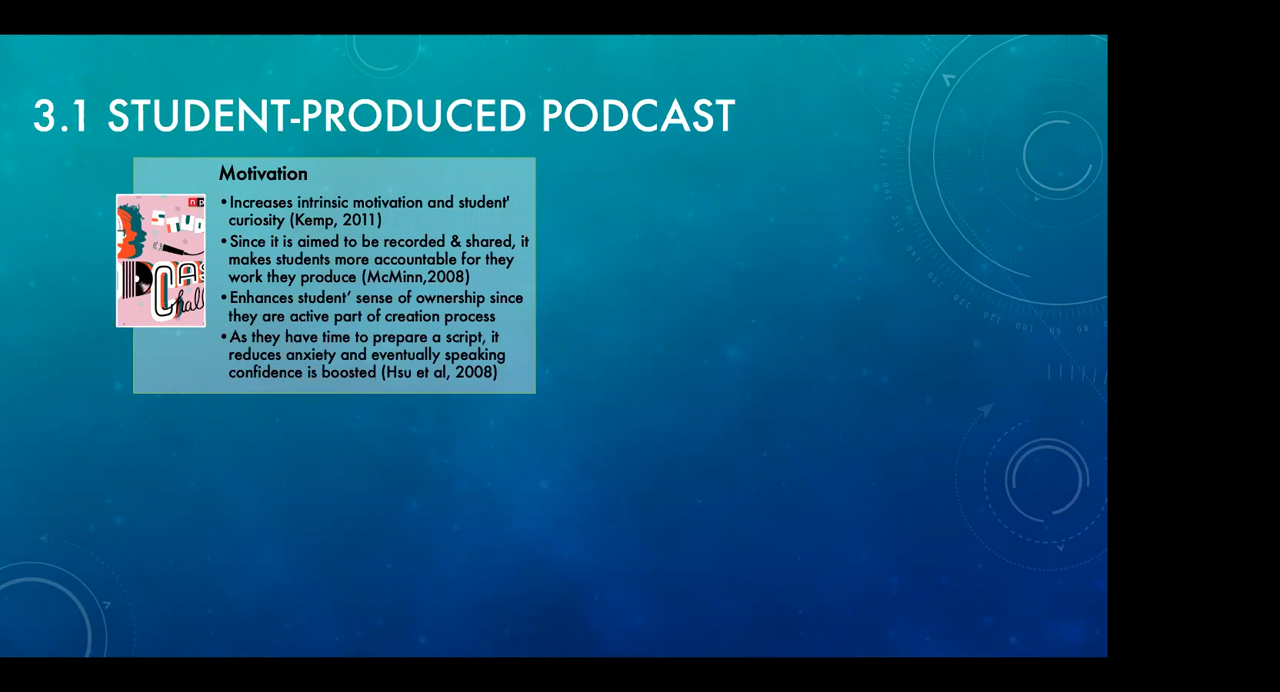 3.1 STUDENT-PRODUCED PODCAST
Motivation
•Increases intrinsic motivation and student'
curiosity (Kemp, 2011)
•Since it is aimed to be recorded & shared, it
makes students more accountable for they
work they produce (McMinn,2008)
•Enhances student’ sense of ownership since
they are active part of creation process
•As they have time to prepare a script, it
reduces anxiety and eventually speaking
confidence is boosted (Hsu et al, 2008)